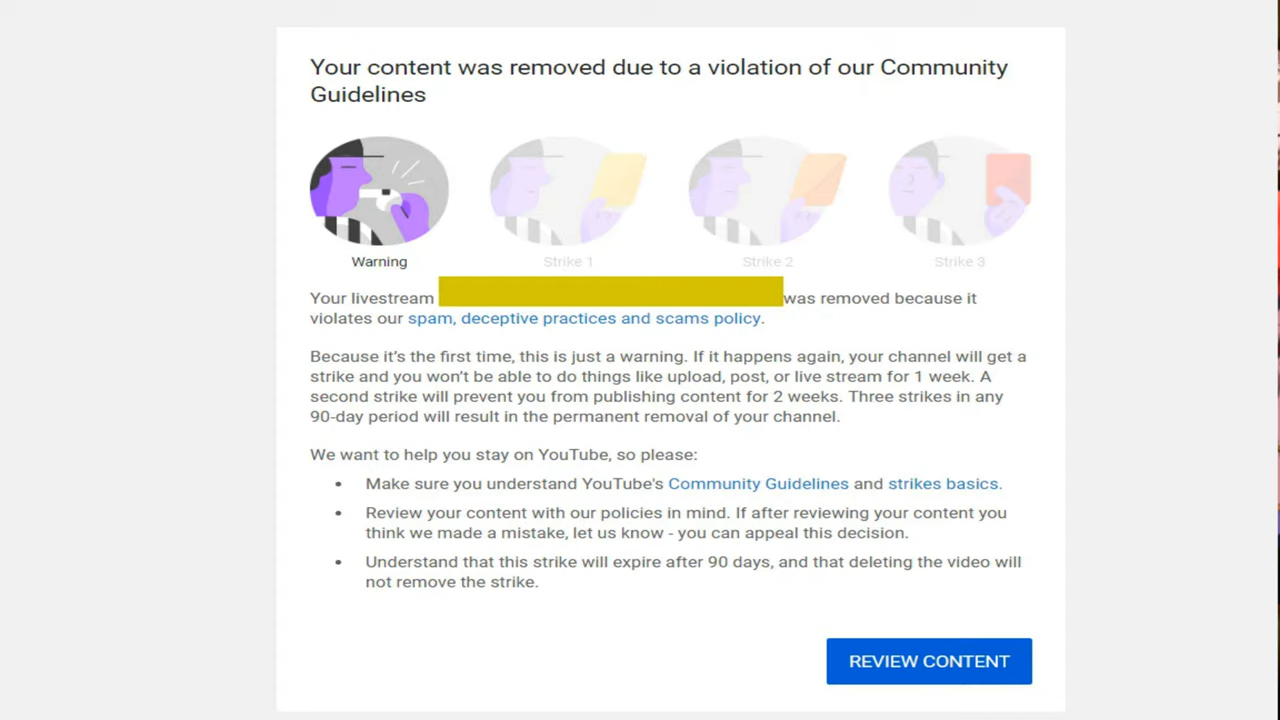 Your content was removed due to a violation of our Community
Guidelines
Warning
Strike 1
Strike 2
Strike 3
Your livestream was removed because it
violates our spam, deceptive practices and scams policy.
Because it’s the first time, this is just a warning. If it happens again, your channel will get a
strike and you won’t be able to do things like upload, post, or live stream for 1 week. A
second strike will prevent you from publishing content for 2 weeks. Three strikes in any
90-day period will result in the permanent removal of your channel.
We want to help you stay on YouTube, so please:
• Make sure you understand YouTube's Community Guidelines and strikes basics.
• Review your content with our policies in mind. If after reviewing your content you
think we made a mistake, let us know - you can appeal this decision.
• Understand that this strike will expire after 90 days, and that deleting the video will
not remove the strike.
REVIEW CONTENT